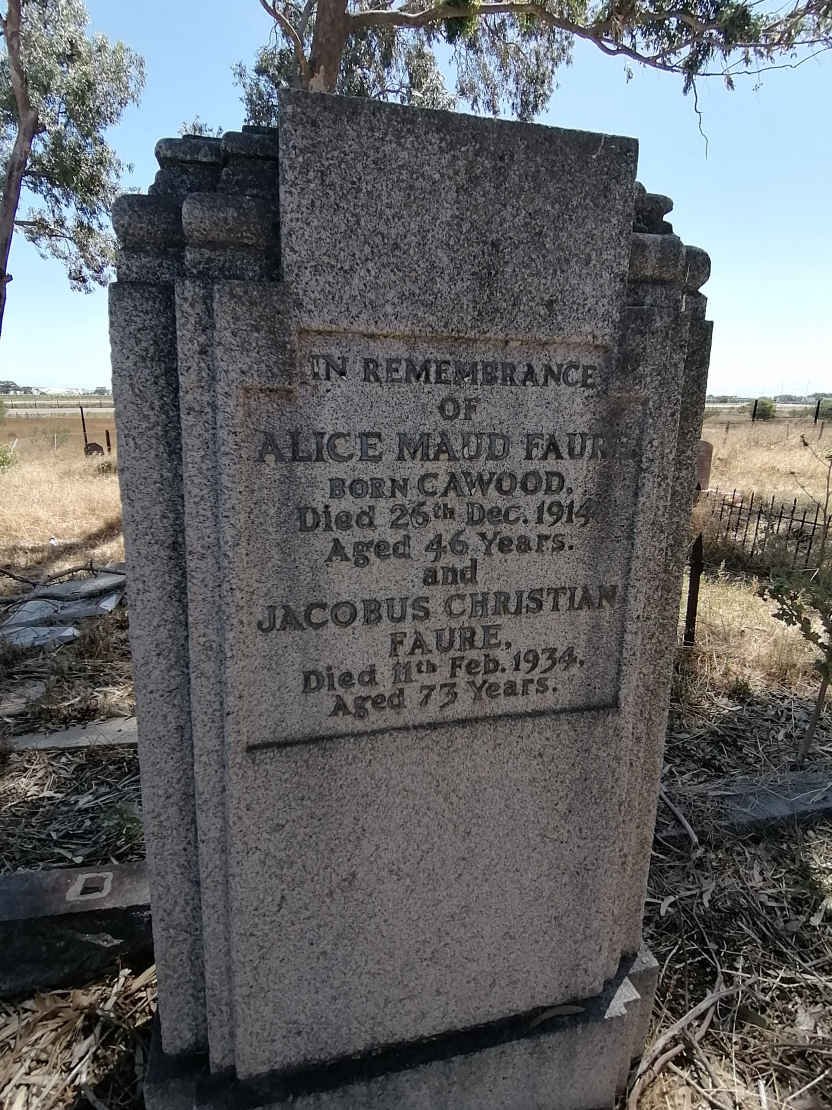 IN REMEMBRANCE
OF
ALICE MAUD FAURE
BORN CAWOOD,
Died 26th Dec. 1914
Aged 46 Years.
and
JACOBUS CHRISTIAN
FAURE,
Died 11th Feb. 1934.
Aged 73 Years.